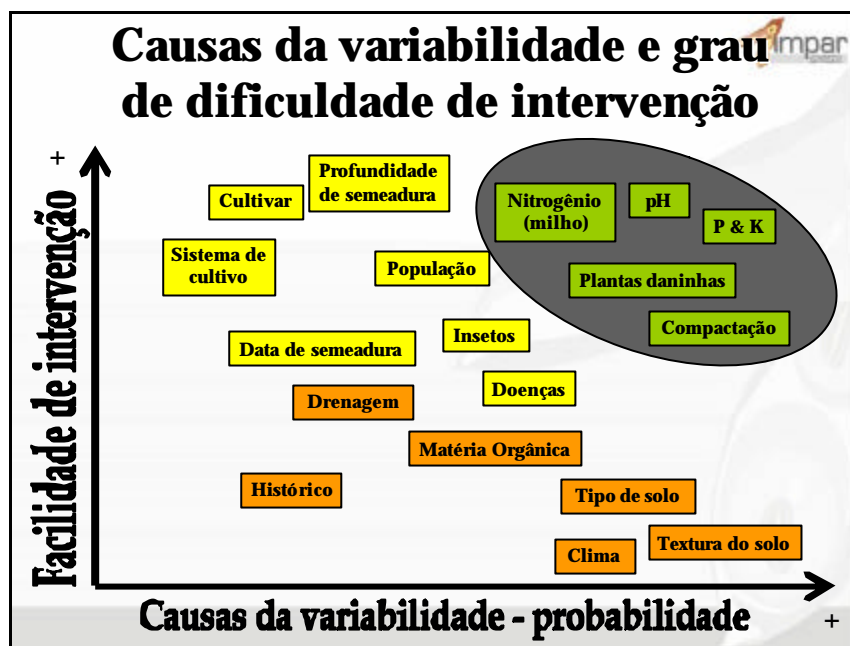 Causas da variabilidade e grau
de dificuldade de intervenção
ımpar
+
Facilidade de intervenção
Profundidade
de semeadura
Cultivar
Nitrogênio
(milho)
pH
P & K
Sistema de
cultivo
População
Plantas daninhas
Compactação
Insetos
Data de semeadura
Doenças
Drenagem
Matéria Orgânica
Histórico
Tipo de solo
Clima
Textura do solo
Causas da variabilidade - probabilidade
+